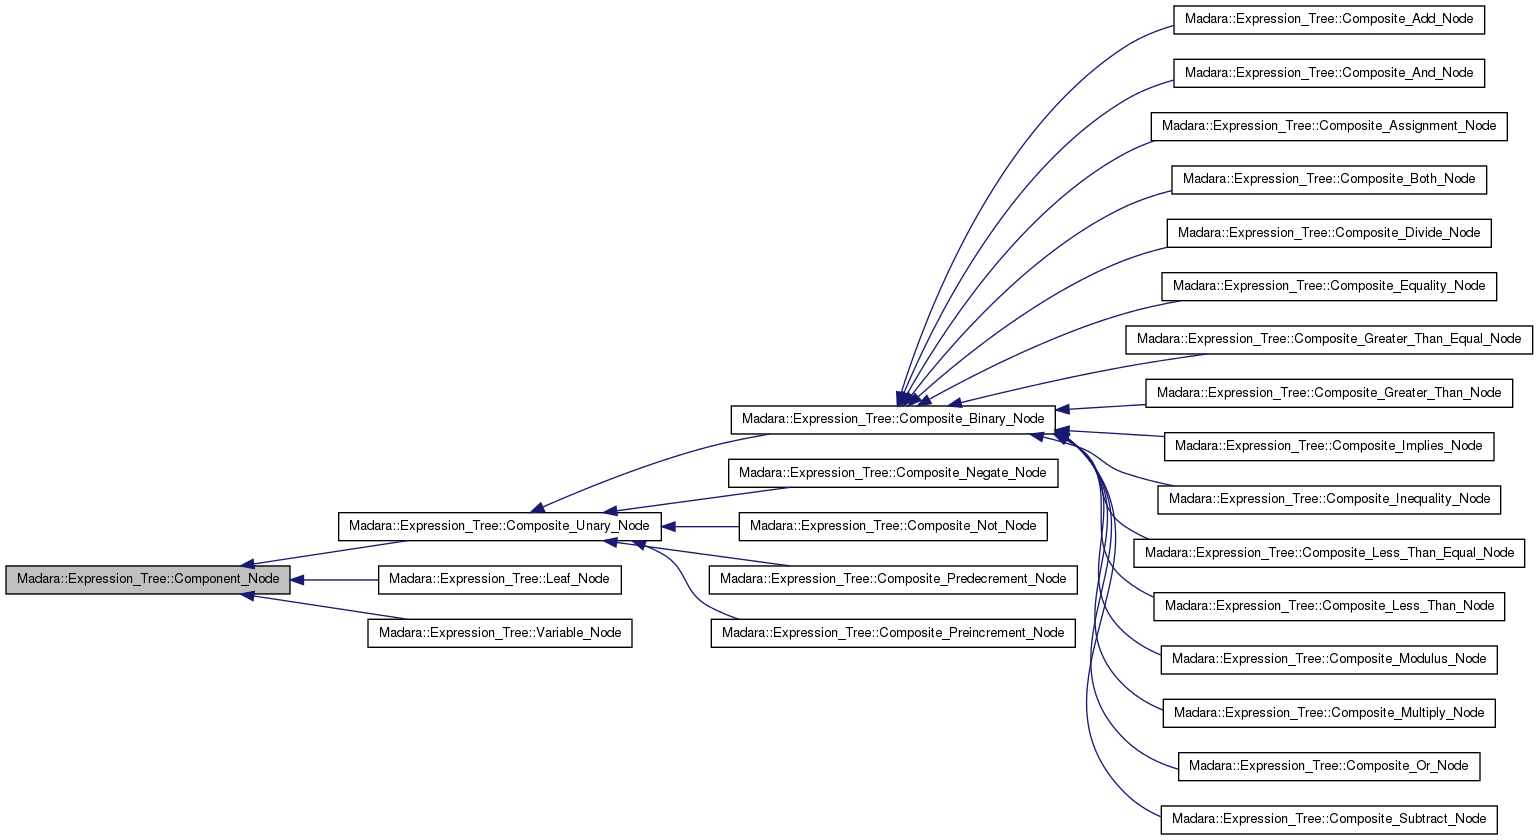 Madara::Expression_Tree::Composite_Add_Node
Madara::Expression_Tree::Composite_And_Node
Madara::Expression_Tree::Composite_Assignment_Node
Madara::Expression_Tree::Composite_Both_Node
Madara::Expression_Tree::Composite_Divide_Node
Madara::Expression_Tree::Composite_Equality_Node
Madara::Expression_Tree::Composite_Greater_Than_Equal_Node
Madara::Expression_Tree::Composite_Greater_Than_Node
Madara::Expression_Tree::Composite_Binary_Node
Madara::Expression_Tree::Composite_Implies_Node
Madara::Expression_Tree::Composite_Negate_Node
Madara::Expression_Tree::Composite_Inequality_Node
Madara::Expression_Tree::Composite_Unary_Node
Madara::Expression_Tree::Composite_Not_Node
Madara::Expression_Tree::Composite_Less_Than_Equal_Node
Madara::Expression_Tree::Component_Node
Madara::Expression_Tree::Leaf_Node
Madara::Expression_Tree::Composite_Predecrement_Node
Madara::Expression_Tree::Composite_Less_Than_Node
Madara::Expression_Tree::Variable_Node
Madara::Expression_Tree::Composite_Preincrement_Node
Madara::Expression_Tree::Composite_Modulus_Node
Madara::Expression_Tree::Composite_Multiply_Node
Madara::Expression_Tree::Composite_Or_Node
Madara::Expression_Tree::Composite_Subtract_Node